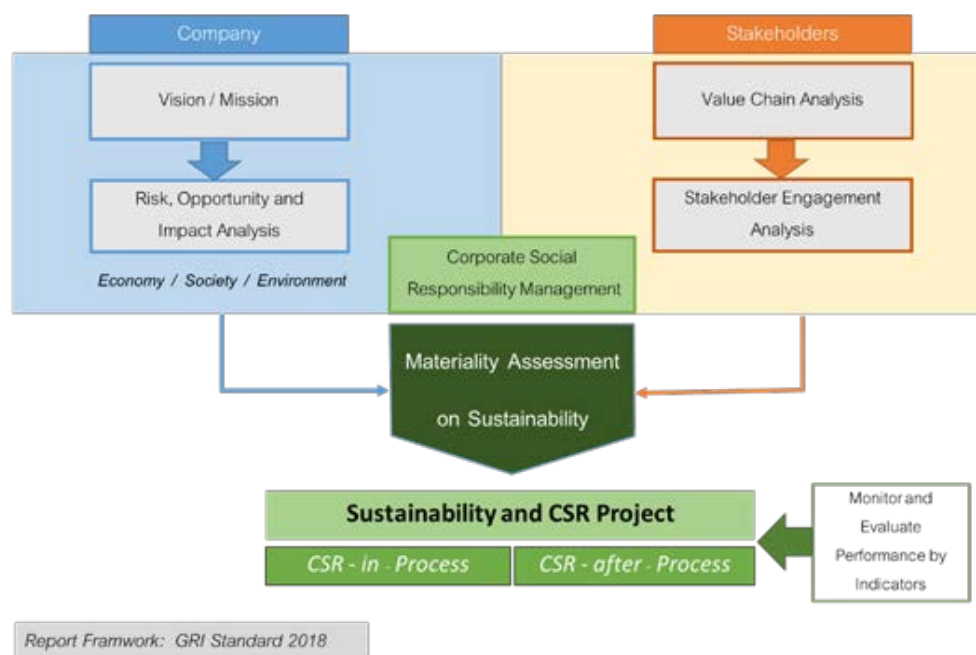 Company
Vision / Mission
Risk, Opportunity and
Impact Analysis
Economy / Society / Environment
Stakeholders
Value Chain Analysis
Stakeholder Engagement
Analysis
Corporate Social
Responsibility Management
Materiality Assessment
on Sustainability
Sustainability and CSR Project
CSR - in - Process
CSR - after - Process
Monitor and
Evaluate
Performance by
Indicators
Report Framwork: GRI Standard 2018